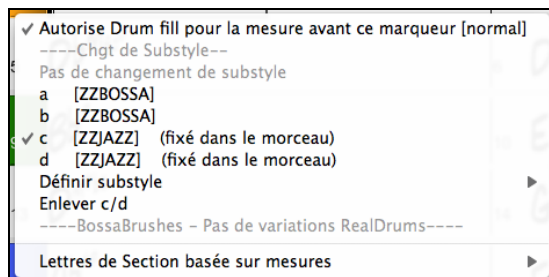 ✓ Autorise Drum fill pour la mesure avant ce marqueur [normal]
----Chgt de Substyle--
Pas de changement de substyle
a [ZZBOSSA]
b [ZZBOSSA]
✓ c [ZZJAZZ] (fixé dans le morceau)
d [ZZJAZZ] (fixé dans le morceau)
Définir substyle
Enlever c/d
----BossaBrushes - Pas de variations RealDrums----
Lettres de Section basée sur mesures